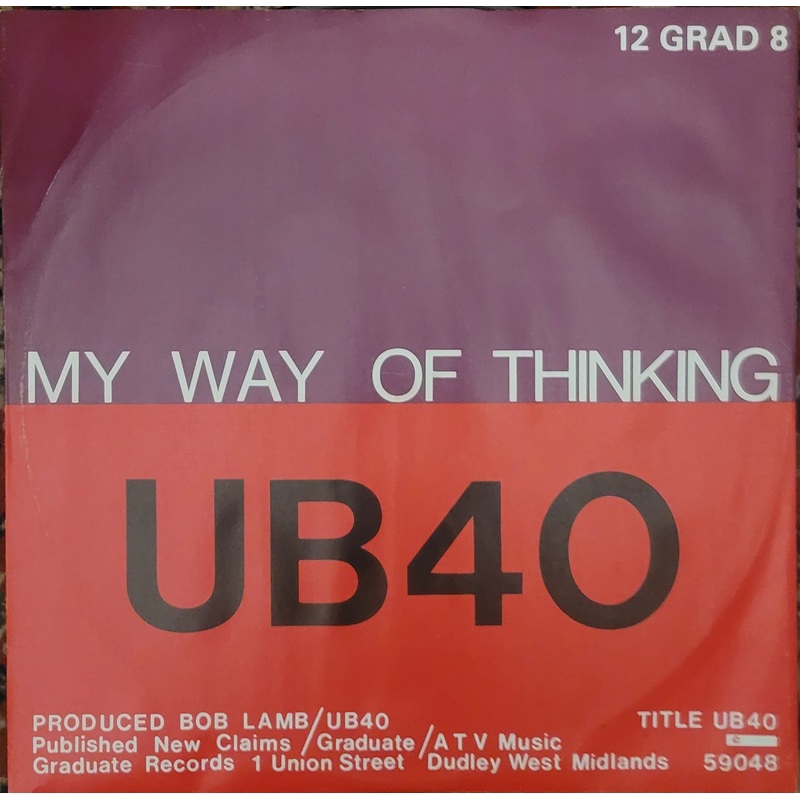 12 GRAD 8
MY WAY OF THINKING
UB40
PRODUCED BOB LAMB/UB40
TITLE UB40
Published New Claims/Graduate/ATV Music
Graduate Records 1 Union Street Dudley West Midlands 59048